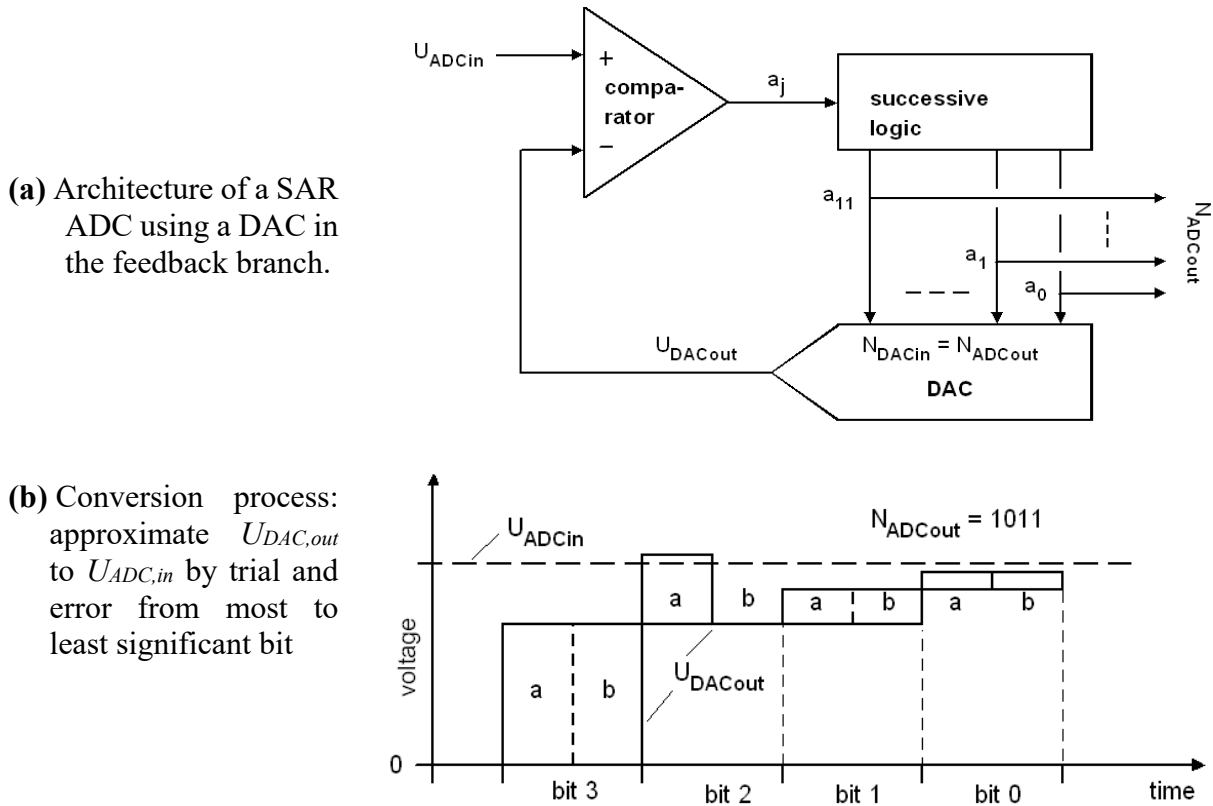 (a) Architecture of a SAR
ADC using a DAC in
the feedback branch.
U_ADCin
+
compa-
rator
−
a_j
successive
logic
a_11
a_1
a_0
N_ADCout
U_DACout
N_DACin = N_ADCout
DAC
(b) Conversion process:
approximate U_DAC,out
to U_ADC,in by trial and
error from most to
least significant bit
voltage
U_ADCin
N_ADCout = 1011
a b a b a b
a b
U_DACout
0
bit 3 bit 2 bit 1 bit 0 time